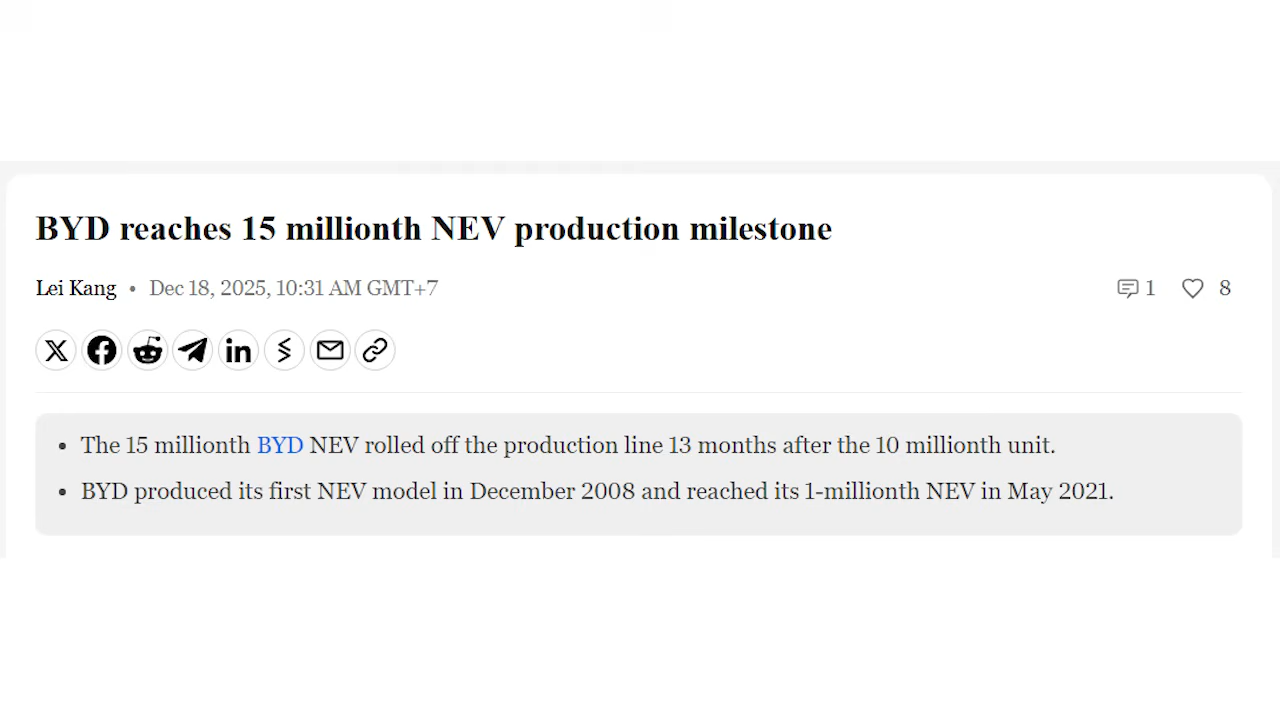 BYD reaches 15 millionth NEV production milestone
Lei Kang • Dec 18, 2025, 10:31 AM GMT+7 1 8
• The 15 millionth BYD NEV rolled off the production line 13 months after the 10 millionth unit.
• BYD produced its first NEV model in December 2008 and reached its 1-millionth NEV in May 2021.